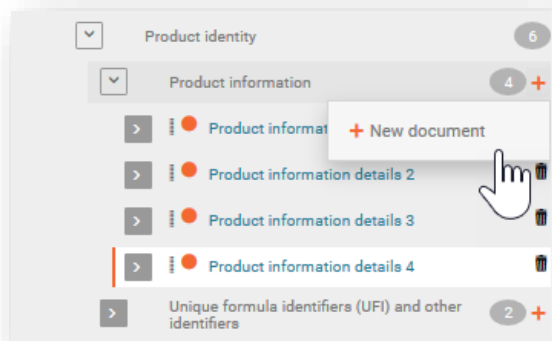 Product identity 6
Product information 4 +
Product informat
+ New document
Product information details 2
Product information details 3
Product information details 4
Unique formula identifiers (UFI) and other 2 +
identifiers